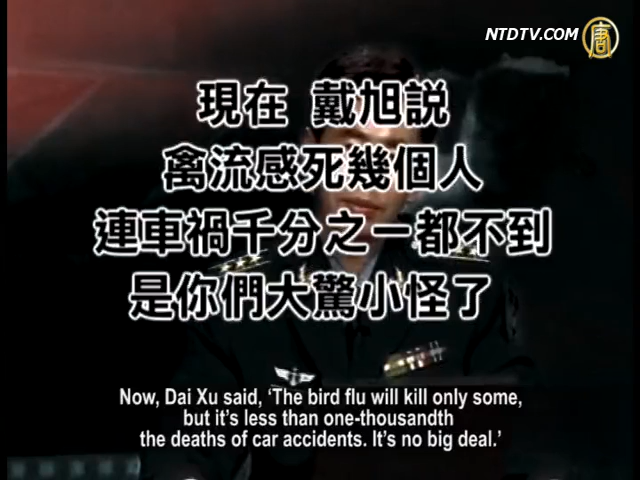 NTDTV.COM 唐
現在 戴旭説
禽流感死幾個人
連車禍千分之一都不到
是你們大驚小怪了
Now, Dai Xu said, ‘The bird flu will kill only some,
but it’s less than one-thousandth
the deaths of car accidents. It’s no big deal.’